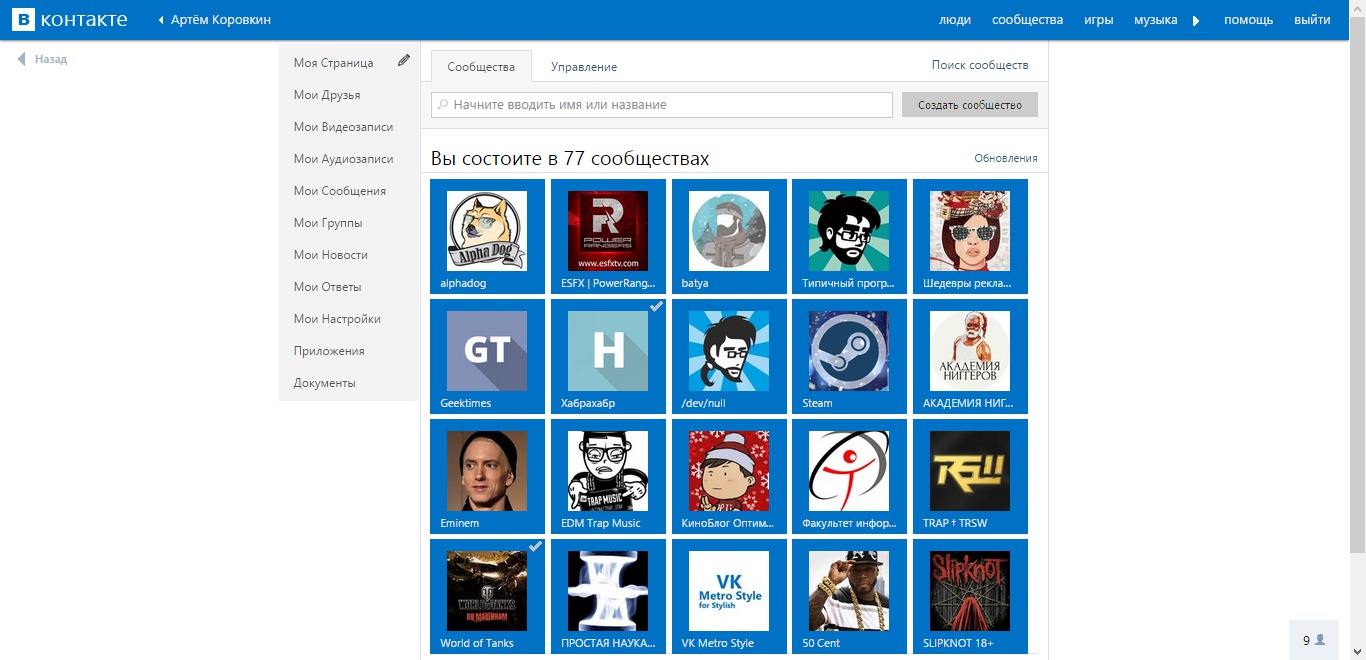 В контакте
Артём Коровкин
люди сообщества игры музыка помощь выйти
Назад
Моя Страница
Мои Друзья
Мои Видеозаписи
Мои Аудиозаписи
Мои Сообщения
Мои Группы
Мои Новости
Мои Ответы
Мои Настройки
Приложения
Документы
Сообщества Управление Поиск сообществ
Начните вводить имя или название Создать сообщество
Вы состоите в 77 сообществах Обновления
Alpha Dog
R
POWER
RANGERS
www.esfxtv.com
alphadog ESFX | PowerRang... batya Типичный прогр... Шедевры рекла...
GT H
АКАДЕМИЯ
НИГГЕРОВ
Geektimes Хабрахабр /dev/null Steam АКАДЕМИЯ НИГ...
TRAP MUSIC
Eminem EDM Trap Music КиноБлог Оптим... Факультет инфор... TRAP † TRSW
WORLD OF TANKS
ПО МАШИНАМ
VK
Metro Style
for Stylish
SLIPKNOT
World of Tanks ПРОСТАЯ НАУКА... VK Metro Style 50 Cent SLIPKNOT 18+
9